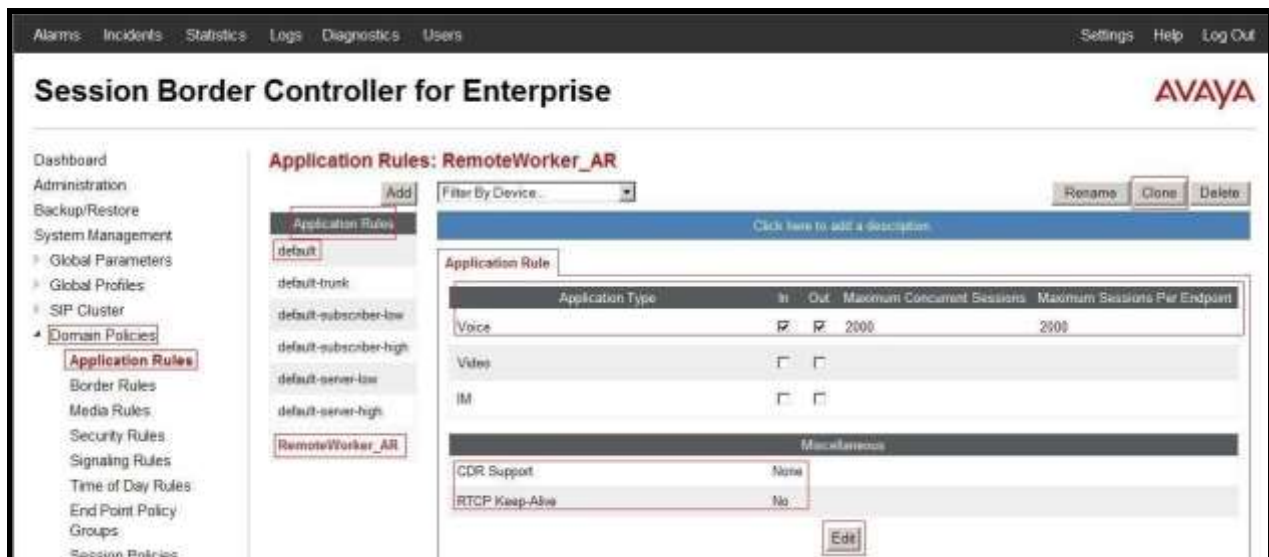 Alarms Incidents Statistics Logs Diagnostics Users Settings Help Log Out
Session Border Controller for Enterprise
AVAYA
Dashboard
Administration
Backup/Restore
System Management
Global Parameters
Global Profiles
SIP Cluster
Domain Policies
Application Rules
Border Rules
Media Rules
Security Rules
Signaling Rules
Time of Day Rules
End Point Policy
Groups
Session Policies
Application Rules: RemoteWorker_AR
Add
Filter By Device...
Rename Clone Delete
Application Rules
default
default-trunk
default-subscriber-low
default-subscriber-high
default-server-low
default-server-high
RemoteWorker_AR
Click here to add a description.
Application Rule
Application Type In Out Maximum Concurrent Sessions Maximum Sessions Per Endpoint
Voice 2000 2000
Video
IM
Miscellaneous
CDR Support None
RTCP Keep-Alive No
Edit